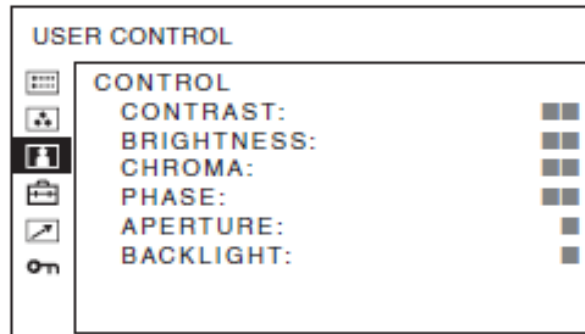 USER CONTROL
CONTROL
CONTRAST:
BRIGHTNESS:
CHROMA:
PHASE:
APERTURE:
BACKLIGHT: